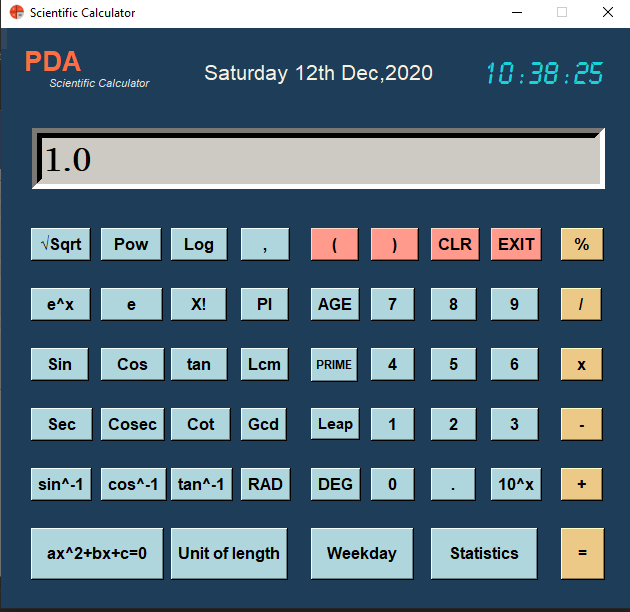 Scientific Calculator
PDA
Scientific Calculator
Saturday 12th Dec,2020
10:38:25
1.0
√Sqrt Pow Log , ( ) CLR EXIT %
e^x e X! PI AGE 7 8 9 /
Sin Cos tan Lcm PRIME 4 5 6 x
Sec Cosec Cot Gcd Leap 1 2 3 -
sin^-1 cos^-1 tan^-1 RAD DEG 0 . 10^x +
ax^2+bx+c=0 Unit of length Weekday Statistics =